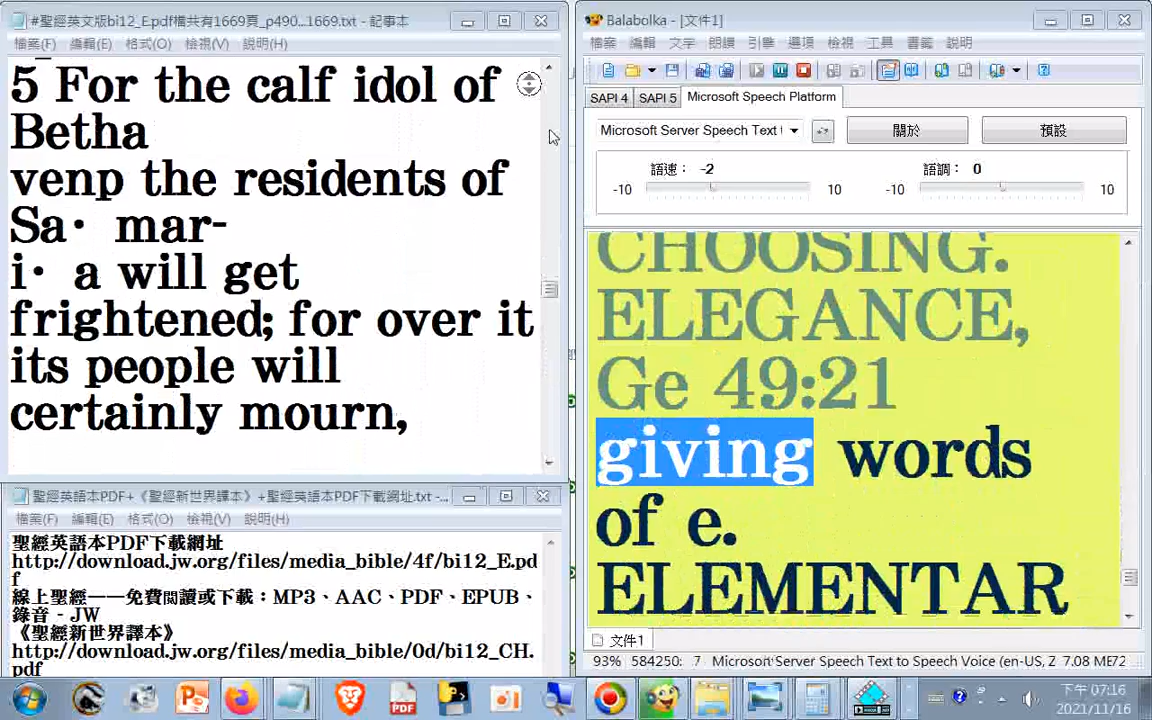 #聖經英文版bi12_E.pdf檔共有1669頁_p490...1669.txt - 記事本
檔案(F) 編輯(E) 格式(O) 檢視(V) 說明(H)
5 For the calf idol of
Betha
venp the residents of
Sa· mar-
i· a will get
frightened; for over it
its people will
certainly mourn,
聖經英語本PDF+《聖經新世界譯本》+聖經英語本PDF下載網址.txt -...
檔案(F) 編輯(E) 格式(O) 檢視(V) 說明(H)
聖經英語本PDF下載網址
http://download.jw.org/files/media_bible/4f/bi12_E.pd
f
線上聖經——免費閱讀或下載：MP3、AAC、PDF、EPUB、
錄音 - JW
《聖經新世界譯本》
http://download.jw.org/files/media_bible/0d/bi12_CH.
pdf
Balabolka - [文件1]
檔案 編輯 文字 朗讀 引擎 選項 檢視 工具 書籤 說明
SAPI 4 SAPI 5 Microsoft Speech Platform
Microsoft Server Speech Text 關於 預設
語速： -2 語調： 0
-10 10 -10 10
CHOOSING.
ELEGANCE,
Ge 49:21
giving words
of e.
ELEMENTAR
文件1
93% 584250: 7 Microsoft Server Speech Text to Speech Voice (en-US, Z 7.08 ME72
PDF
下午 07:16
2021/11/16